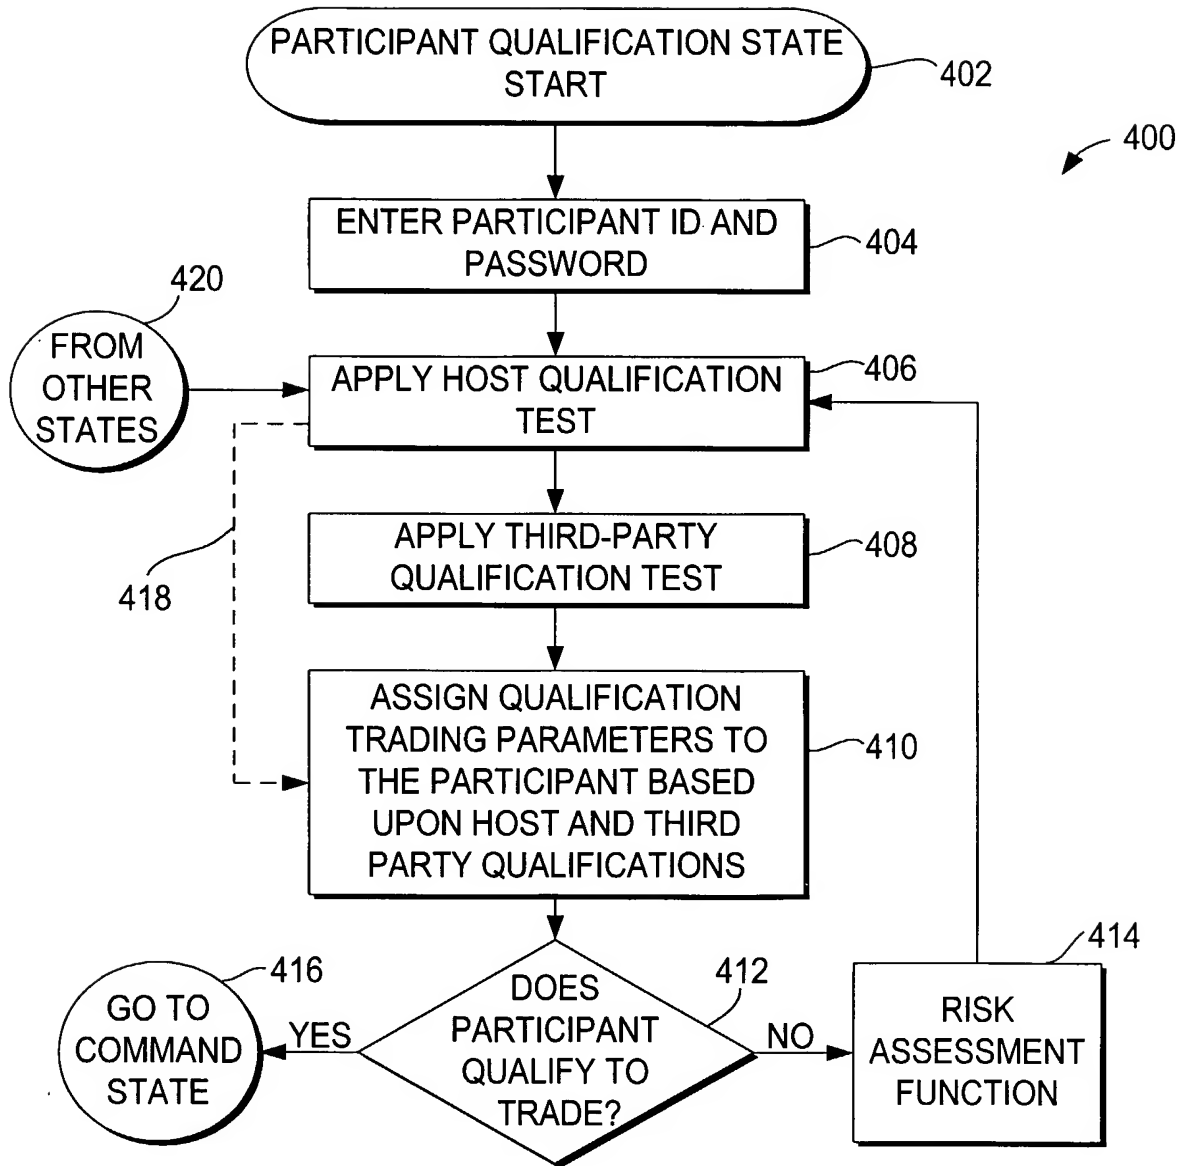 PARTICIPANT QUALIFICATION STATE
START
402
400
ENTER PARTICIPANT ID AND
PASSWORD
404
420
FROM
OTHER
STATES
APPLY HOST QUALIFICATION
TEST
406
APPLY THIRD-PARTY
QUALIFICATION TEST
408
418
ASSIGN QUALIFICATION
TRADING PARAMETERS TO
THE PARTICIPANT BASED
UPON HOST AND THIRD
PARTY QUALIFICATIONS
410
416
GO TO
COMMAND
STATE
YES
DOES
PARTICIPANT
QUALIFY TO
TRADE?
412
NO
414
RISK
ASSESSMENT
FUNCTION